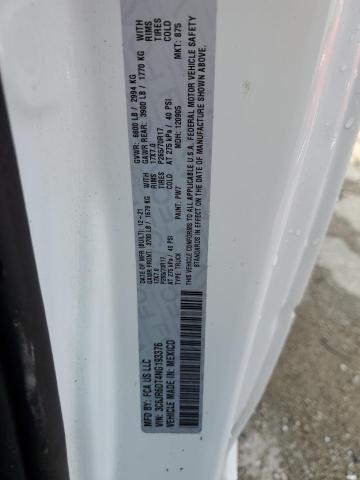 MFD BY: FCA US LLC
DATE OF MFR (BUILT): 12-21
GVWR: 6600 LB / 2994 KG
GAWR FRONT: 3700 LB / 1679 KG
WITH
17X7.0
RIMS
P265/70R17
TIRES
AT 275 kPa / 40 PSI
COLD
GAWR REAR: 3900 LB / 1770 KG
WITH
17X7.0
RIMS
P265/70R17
TIRES
AT 275 kPa / 40 PSI
COLD
VIN: 3C6JR6DT4NG193376
TYPE: TRUCK
PAINT: PW7
MDH: 120905
MKT: 875
VEHICLE MADE IN: MEXICO
THIS VEHICLE CONFORMS TO ALL APPLICABLE U.S.A. FEDERAL MOTOR VEHICLE SAFETY
STANDARDS IN EFFECT ON THE DATE OF MANUFACTURE SHOWN ABOVE.